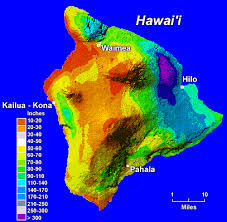 Hawai'i
Waimea
Hilo
Kailua - Kona
Inches
10-20
20-30
30-40
40-50
50-60
60-70
70-80
80-90
90-110
110-140
140-170
170-210
210-250
250-300
> 300
Pahala
1 10
Miles